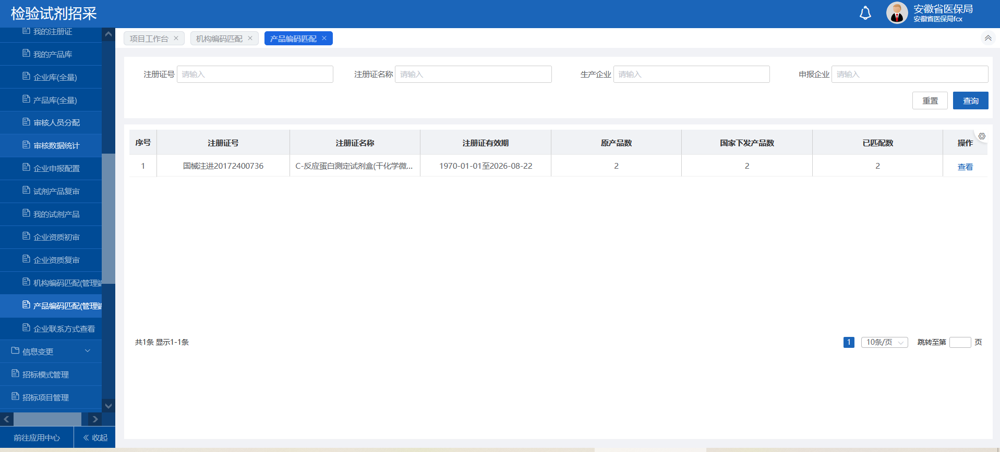 检验试剂招采
安徽省医保局
安徽省医保局fcx
我的注册证
我的产品库
企业库(全量)
产品库(全量)
审核人员分配
审核数据统计
企业申报配置
试剂产品复审
我的试剂产品
企业资质初审
企业资质复审
机构编码匹配(管理端
产品编码匹配(管理端
企业联系方式查看
信息变更
招标模式管理
招标项目管理
前往应用中心 收起
项目工作台 机构编码匹配 产品编码匹配
注册证号 请输入 注册证名称 请输入 生产企业 请输入 申报企业 请输入
重置 查询
序号 注册证号 注册证名称 注册证有效期 原产品数 国家下发产品数 已匹配数 操作
1 国械注进20172400736 C-反应蛋白测定试剂盒(干化学微... 1970-01-01至2026-08-22 2 2 2 查看
共1条 显示1-1条 1 10条/页 跳转至第 页